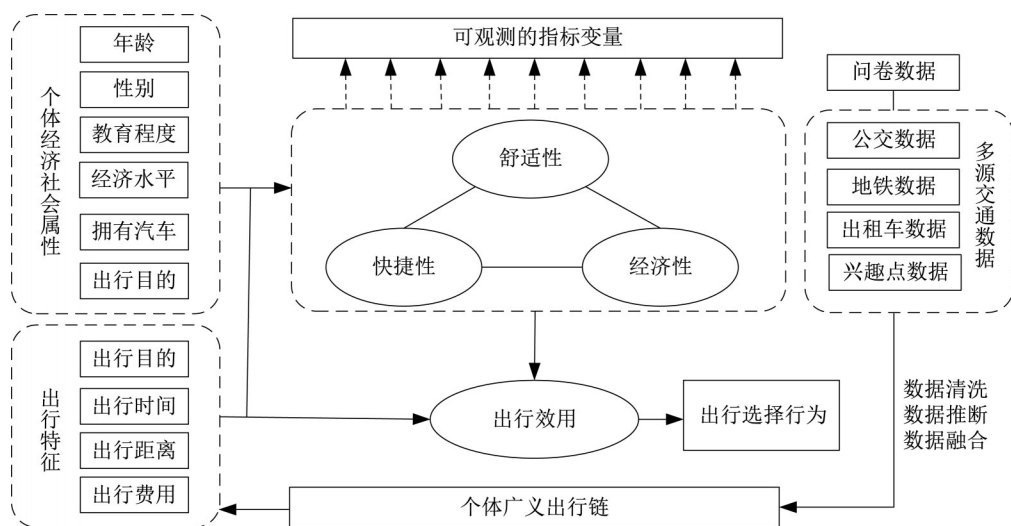 个体经济社会属性
年龄
性别
教育程度
经济水平
拥有汽车
出行目的
出行特征
出行目的
出行时间
出行距离
出行费用
可观测的指标变量
舒适性
快捷性
经济性
出行效用
出行选择行为
个体广义出行链
问卷数据
公交数据
地铁数据
出租车数据
兴趣点数据
多源交通数据
数据清洗
数据推断
数据融合